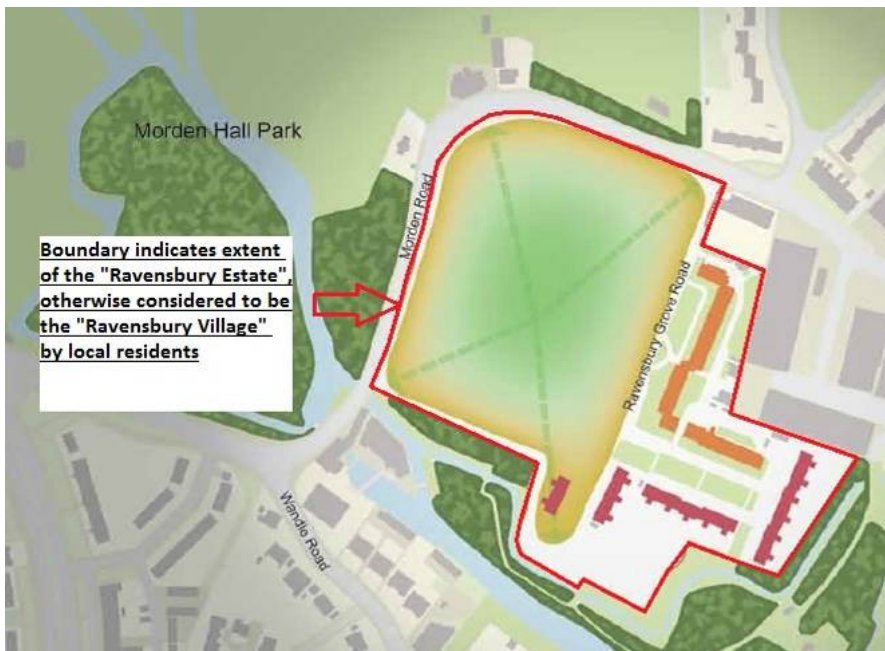 Morden Hall Park
Morden Road
Boundary indicates extent
of the "Ravensbury Estate",
otherwise considered to be
the "Ravensbury Village"
by local residents
Ravensbury Grove Road
Wandle Road